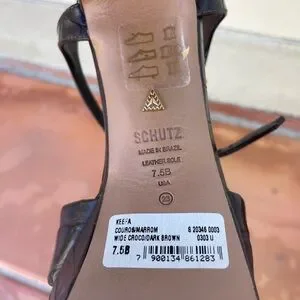 SCHUTZ
MADE IN BRAZIL
LEATHER SOLE
7.5B
USA
23
KEEFA
COURO&MARROM S 20346 0003
WIDE CROCO/DARK BROWN 0303 U
7.5B
7 900134 861283